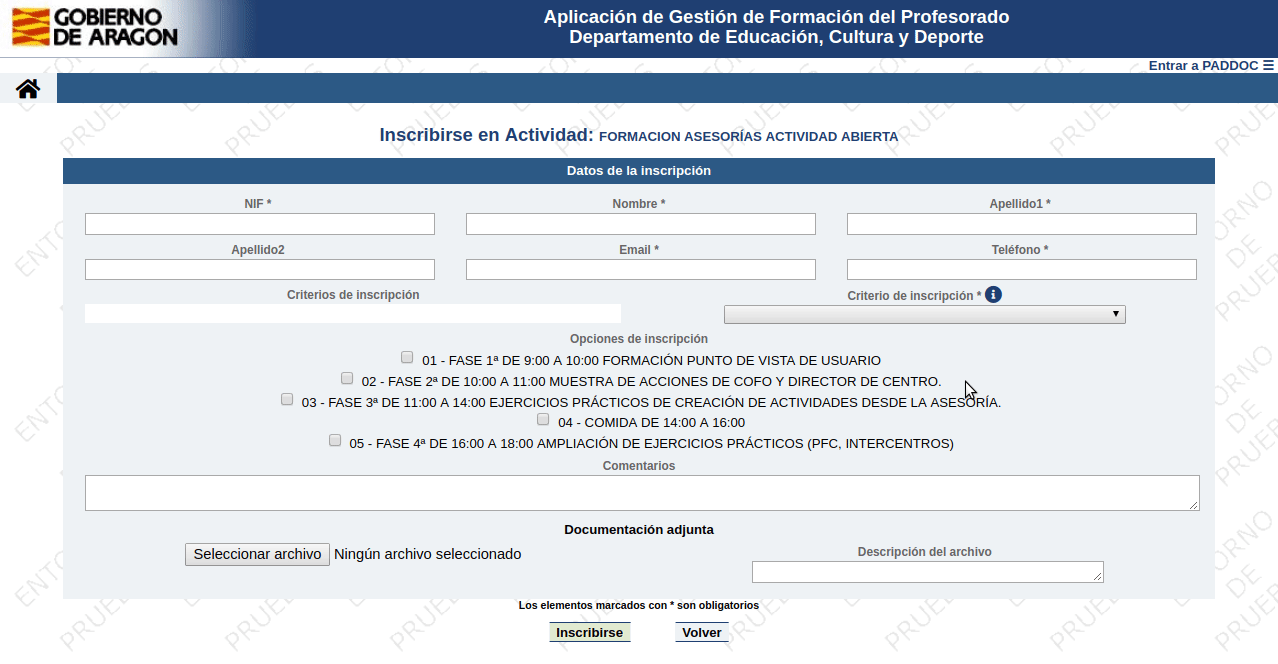 GOBIERNO
DE ARAGON
Aplicación de Gestión de Formación del Profesorado
Departamento de Educación, Cultura y Deporte
Entrar a PADDOC ☰
Inscribirse en Actividad: FORMACION ASESORÍAS ACTIVIDAD ABIERTA
Datos de la inscripción
NIF * Nombre * Apellido1 *
Apellido2 Email * Teléfono *
Criterios de inscripción Criterio de inscripción *
Opciones de inscripción
01 - FASE 1ª DE 9:00 A 10:00 FORMACIÓN PUNTO DE VISTA DE USUARIO
02 - FASE 2ª DE 10:00 A 11:00 MUESTRA DE ACCIONES DE COFO Y DIRECTOR DE CENTRO.
03 - FASE 3ª DE 11:00 A 14:00 EJERCICIOS PRÁCTICOS DE CREACIÓN DE ACTIVIDADES DESDE LA ASESORÍA.
04 - COMIDA DE 14:00 A 16:00
05 - FASE 4ª DE 16:00 A 18:00 AMPLIACIÓN DE EJERCICIOS PRÁCTICOS (PFC, INTERCENTROS)
Comentarios
Documentación adjunta
Seleccionar archivo Ningún archivo seleccionado
Descripción del archivo
Los elementos marcados con * son obligatorios
Inscribirse Volver